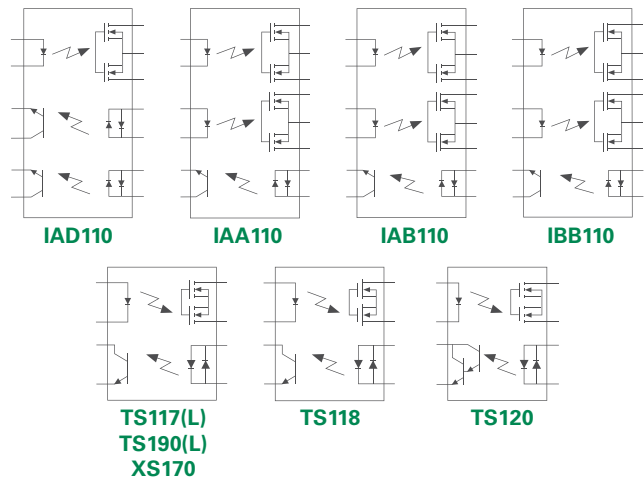 IAD110
IAA110
IAB110
IBB110
TS117(L)
TS190(L)
XS170
TS118
TS120